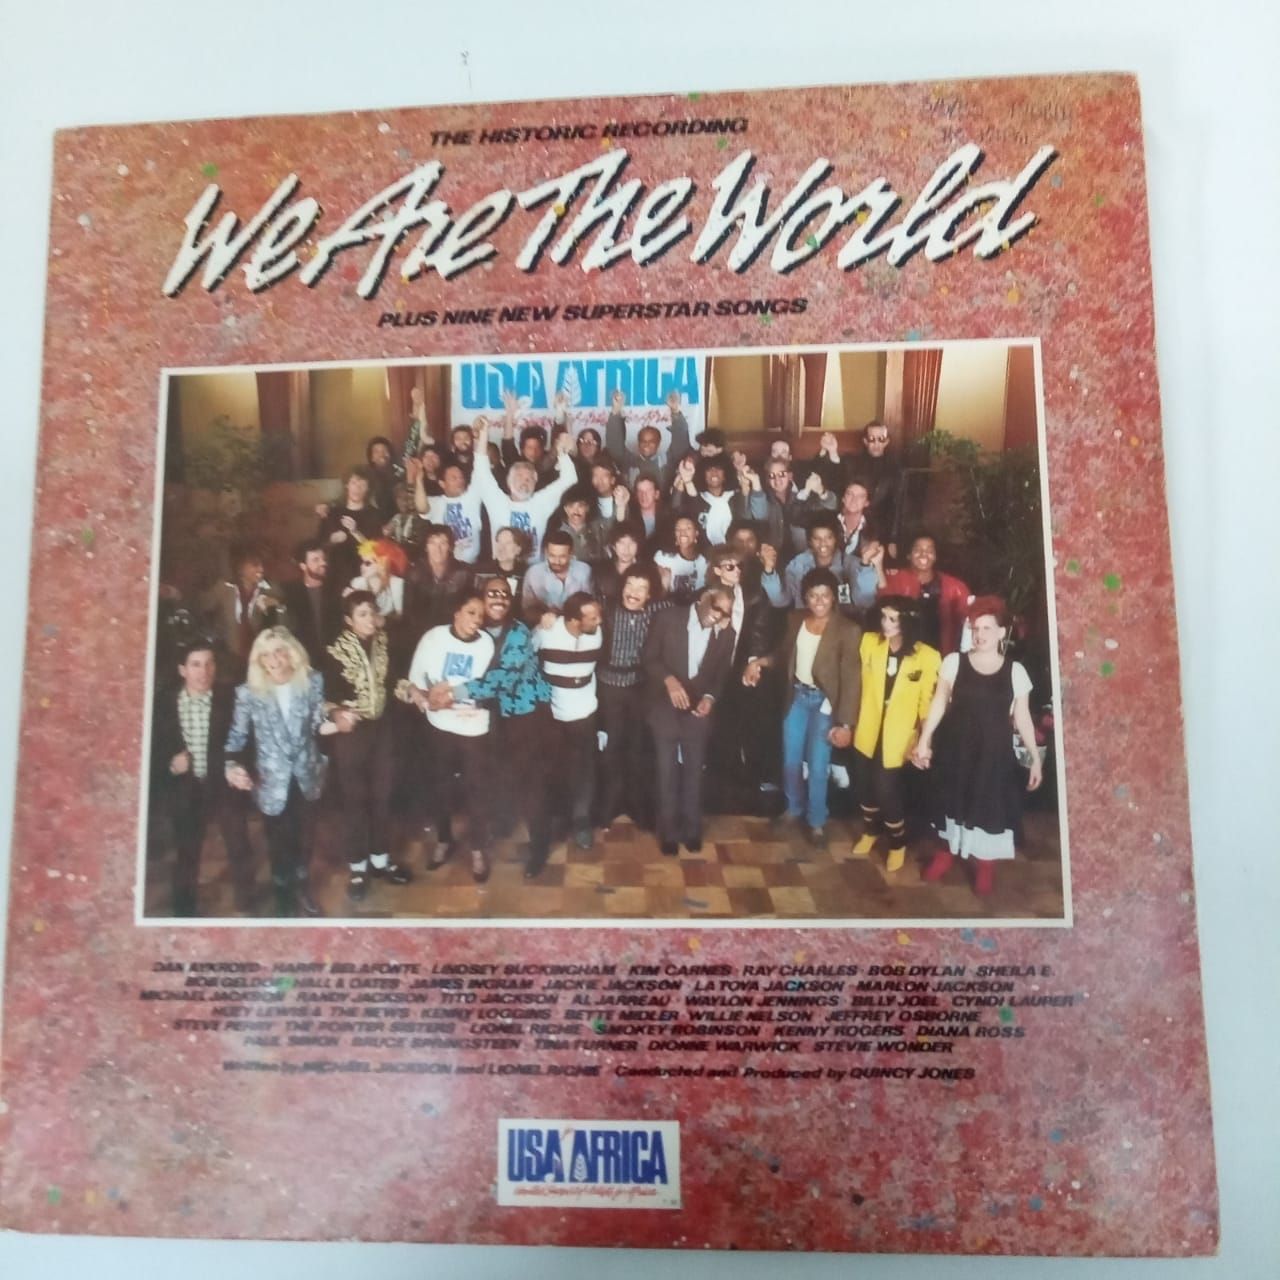 THE HISTORIC RECORDING
We Are The World
PLUS NINE NEW SUPERSTAR SONGS
USA AFRICA
USA
USA
USA
DAN AYKROYD · HARRY BELAFONTE · LINDSEY BUCKINGHAM · KIM CARNES · RAY CHARLES · BOB DYLAN · SHEILA E.
BOB GELDOF · HALL & OATES · JAMES INGRAM · JACKIE JACKSON · LA TOYA JACKSON · MARLON JACKSON
MICHAEL JACKSON · RANDY JACKSON · TITO JACKSON · AL JARREAU · WAYLON JENNINGS · BILLY JOEL · CYNDI LAUPER
HUEY LEWIS & THE NEWS · KENNY LOGGINS · BETTE MIDLER · WILLIE NELSON · JEFFREY OSBORNE
STEVE PERRY · THE POINTER SISTERS · LIONEL RICHIE · SMOKEY ROBINSON · KENNY ROGERS · DIANA ROSS
PAUL SIMON · BRUCE SPRINGSTEEN · TINA TURNER · DIONNE WARWICK · STEVIE WONDER
Written by MICHAEL JACKSON and LIONEL RICHIE · Conducted and Produced by QUINCY JONES
USA AFRICA